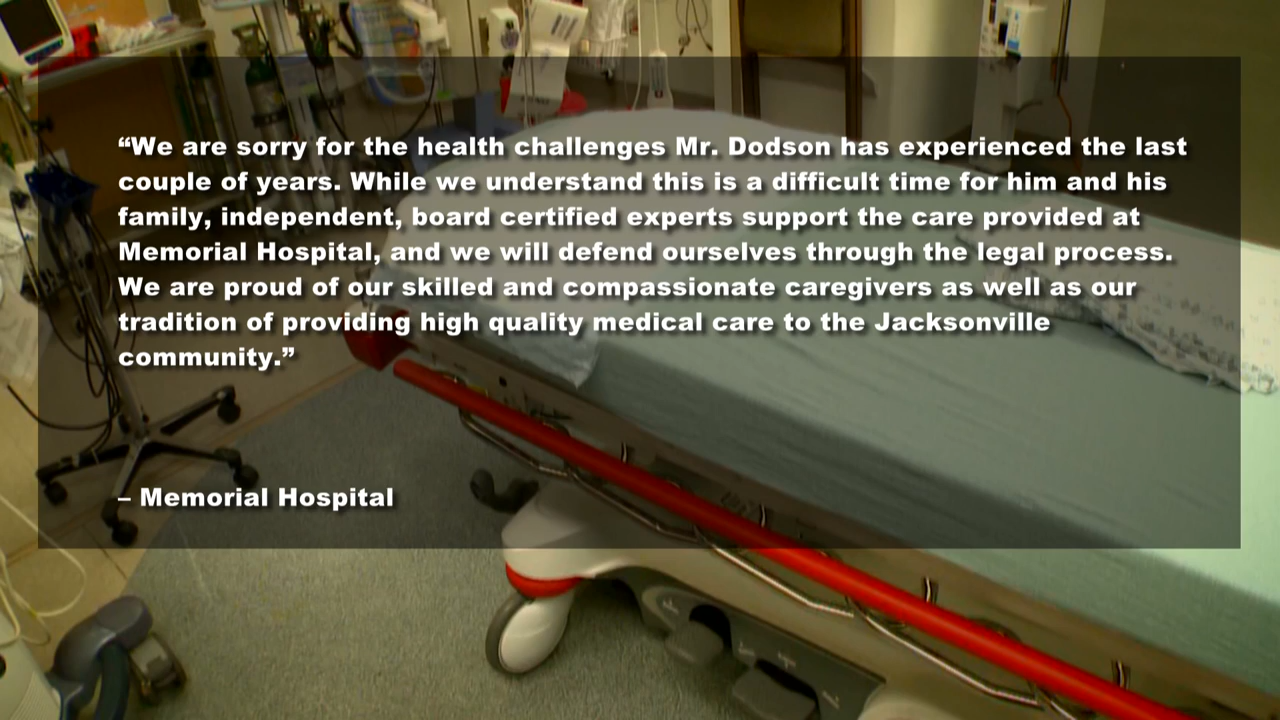 “We are sorry for the health challenges Mr. Dodson has experienced the last
couple of years. While we understand this is a difficult time for him and his
family, independent, board certified experts support the care provided at
Memorial Hospital, and we will defend ourselves through the legal process.
We are proud of our skilled and compassionate caregivers as well as our
tradition of providing high quality medical care to the Jacksonville
community.”
– Memorial Hospital